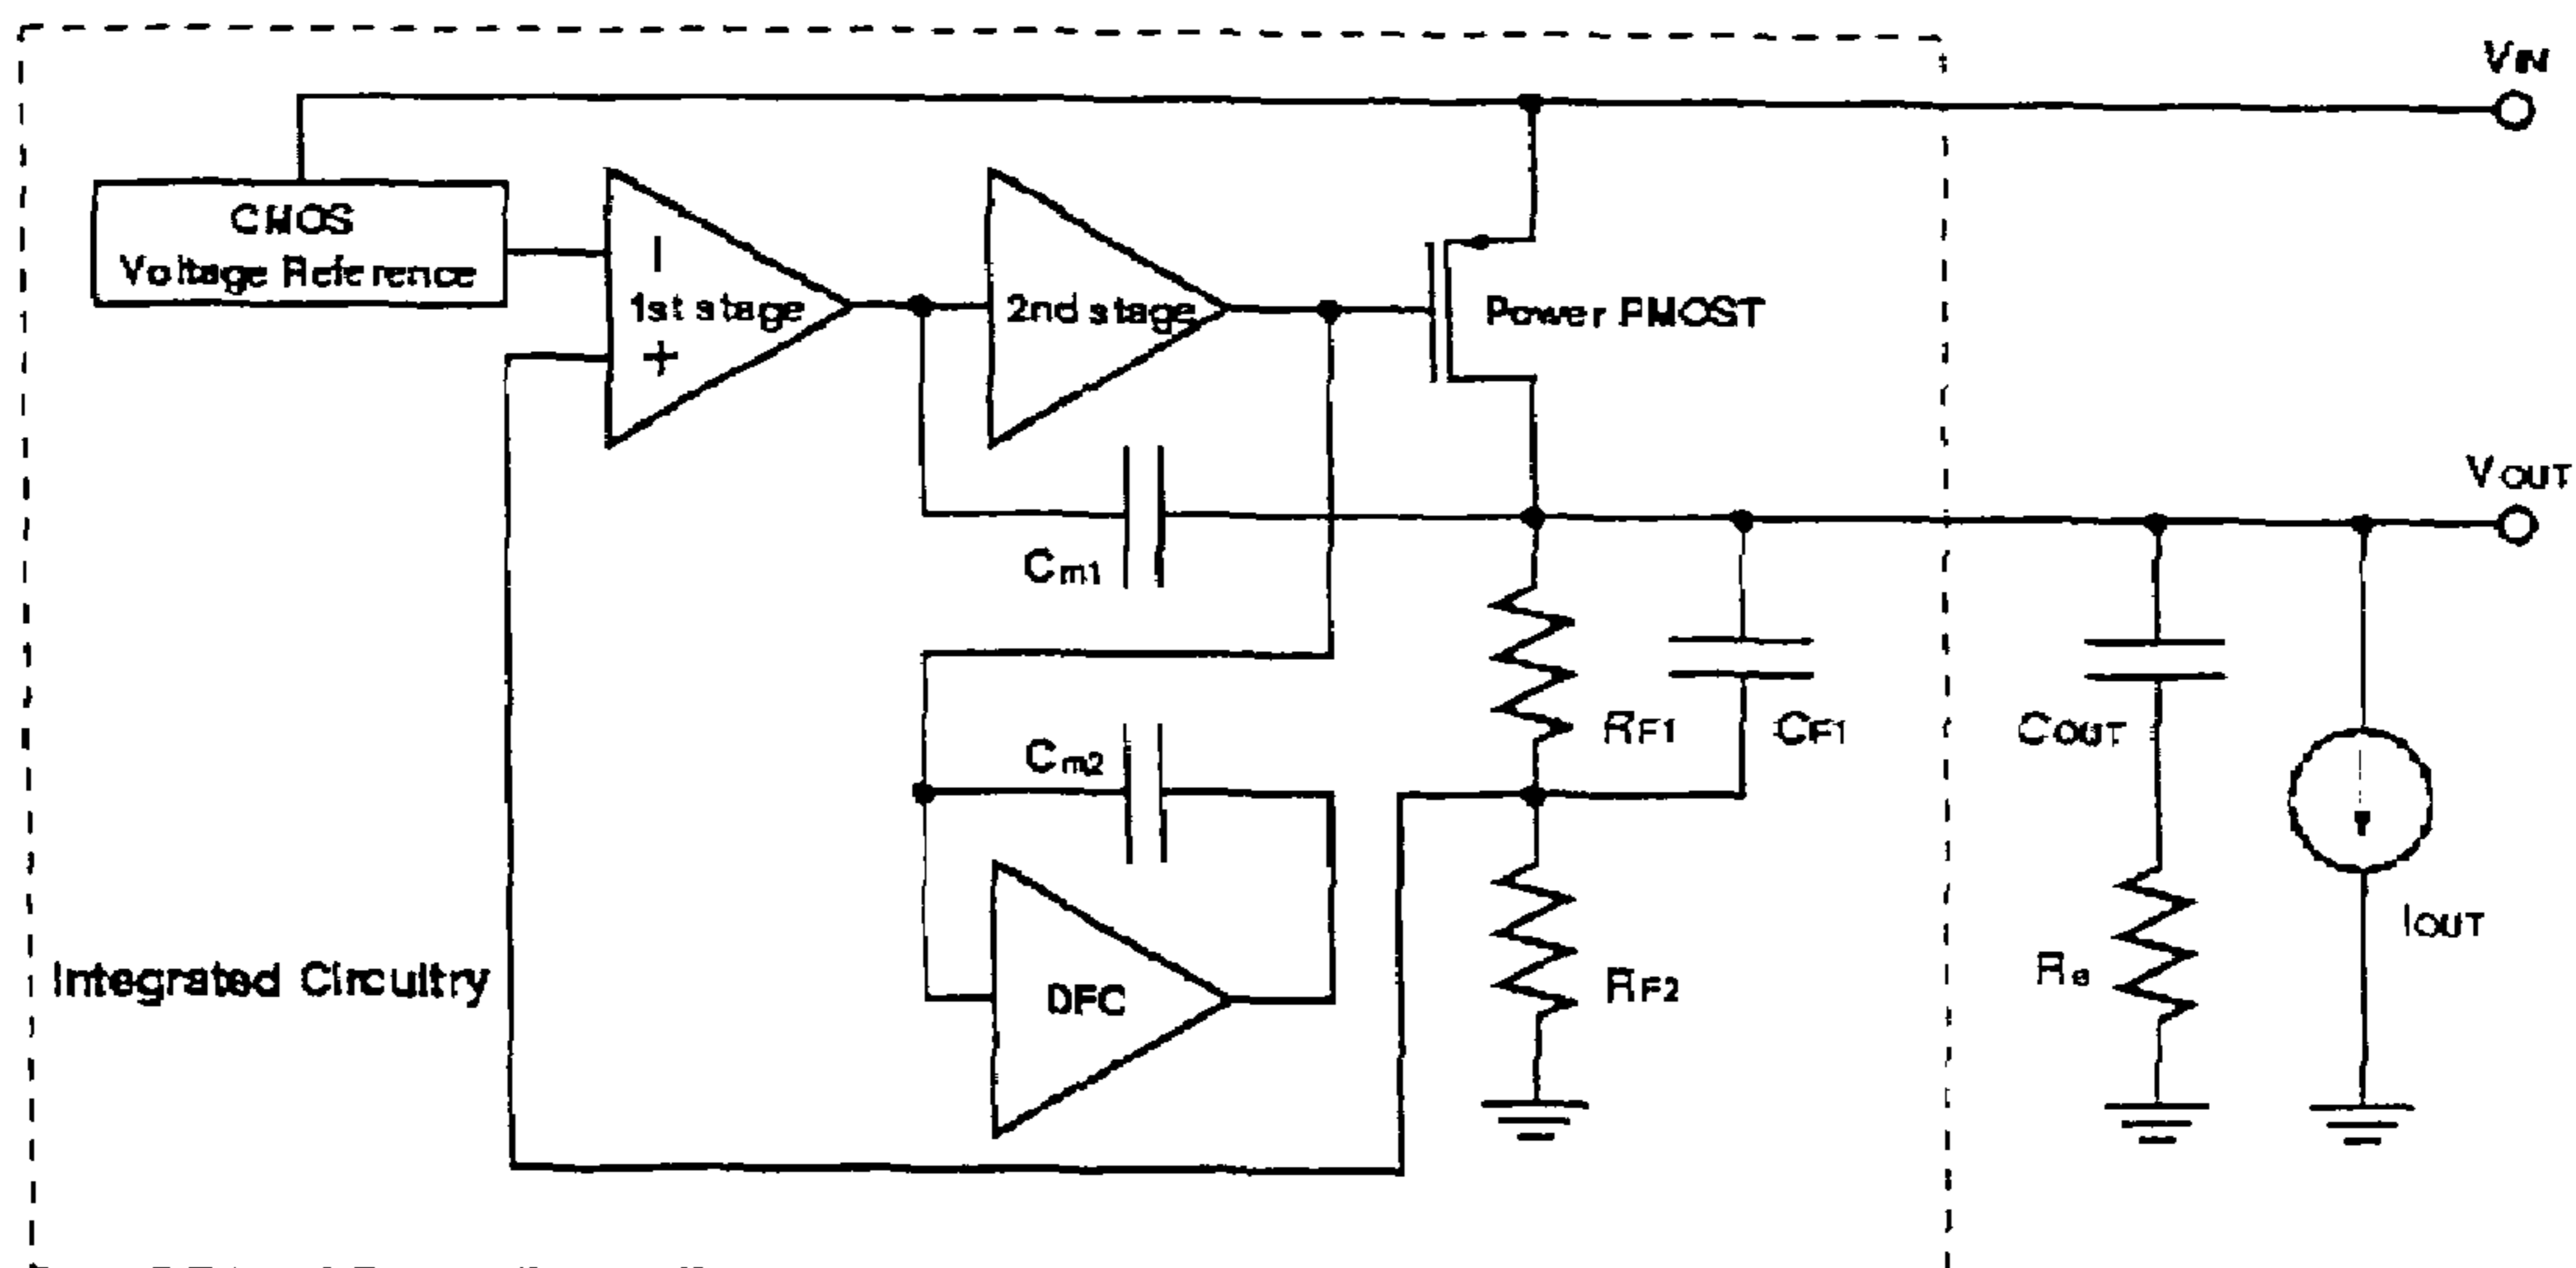 VIN
CMOS
Voltage Reference
1st stage
+
2nd stage
Power PMOST
VOUT
Cm1
Cm2
RF1
CF1
COUT
IOUT
Integrated Circuitry
DFC
RF2
Re